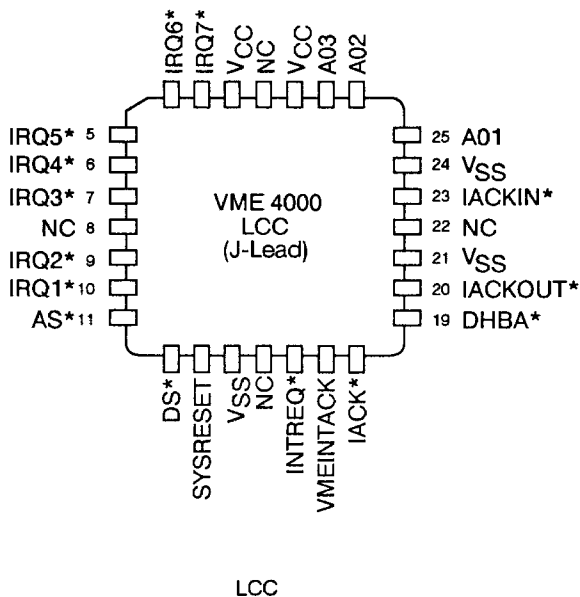 IRQ6*
IRQ7*
VCC
NC
VCC
A03
A02
IRQ5* 5
IRQ4* 6
IRQ3* 7
NC 8
IRQ2* 9
IRQ1* 10
AS* 11
VME 4000
LCC
(J-Lead)
25 A01
24 VSS
23 IACKIN*
22 NC
21 VSS
20 IACKOUT*
19 DHBA*
DS*
SYSRESET
VSS
NC
INTREQ*
VMEINTACK
IACK*
LCC